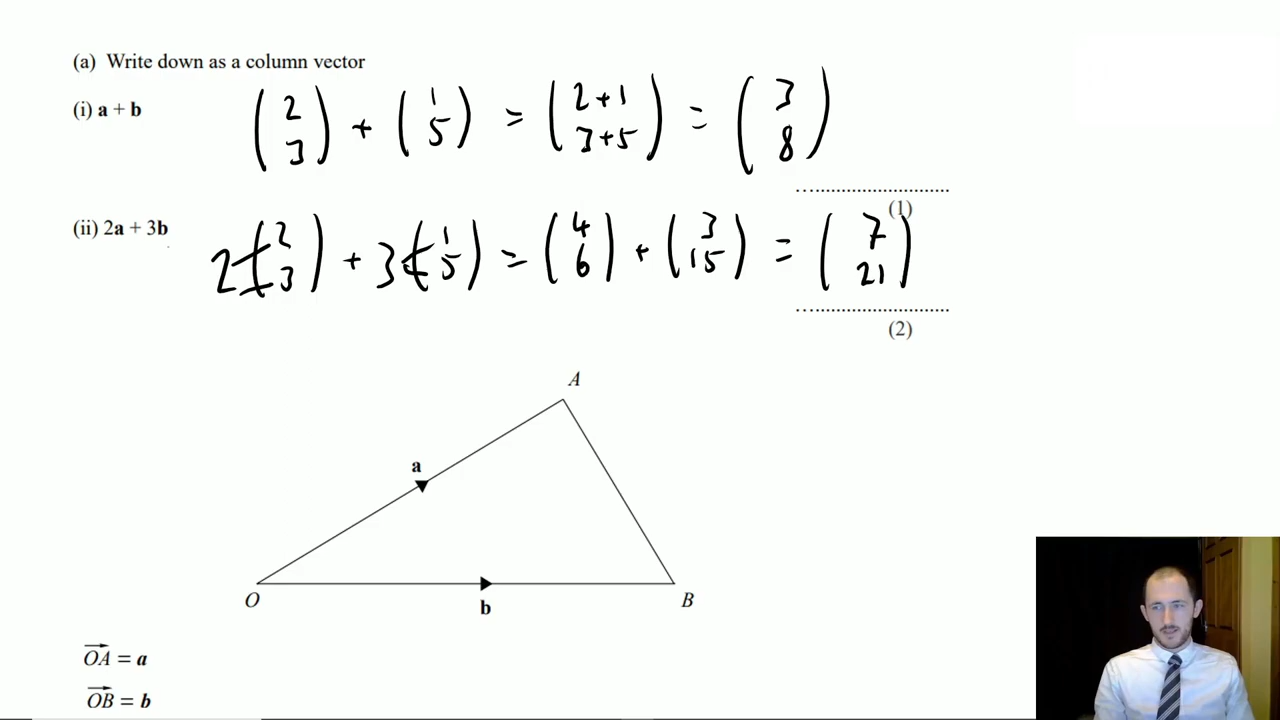 (a) Write down as a column vector
(i) a + b (2 3) + (1 5) = (2+1 3+5) = (3 8)
(1)
(ii) 2a + 3b 2(2 3) + 3(1 5) = (4 6) + (3 15) = (7 21)
(2)
A
a
O
b
B
OA = a
OB = b